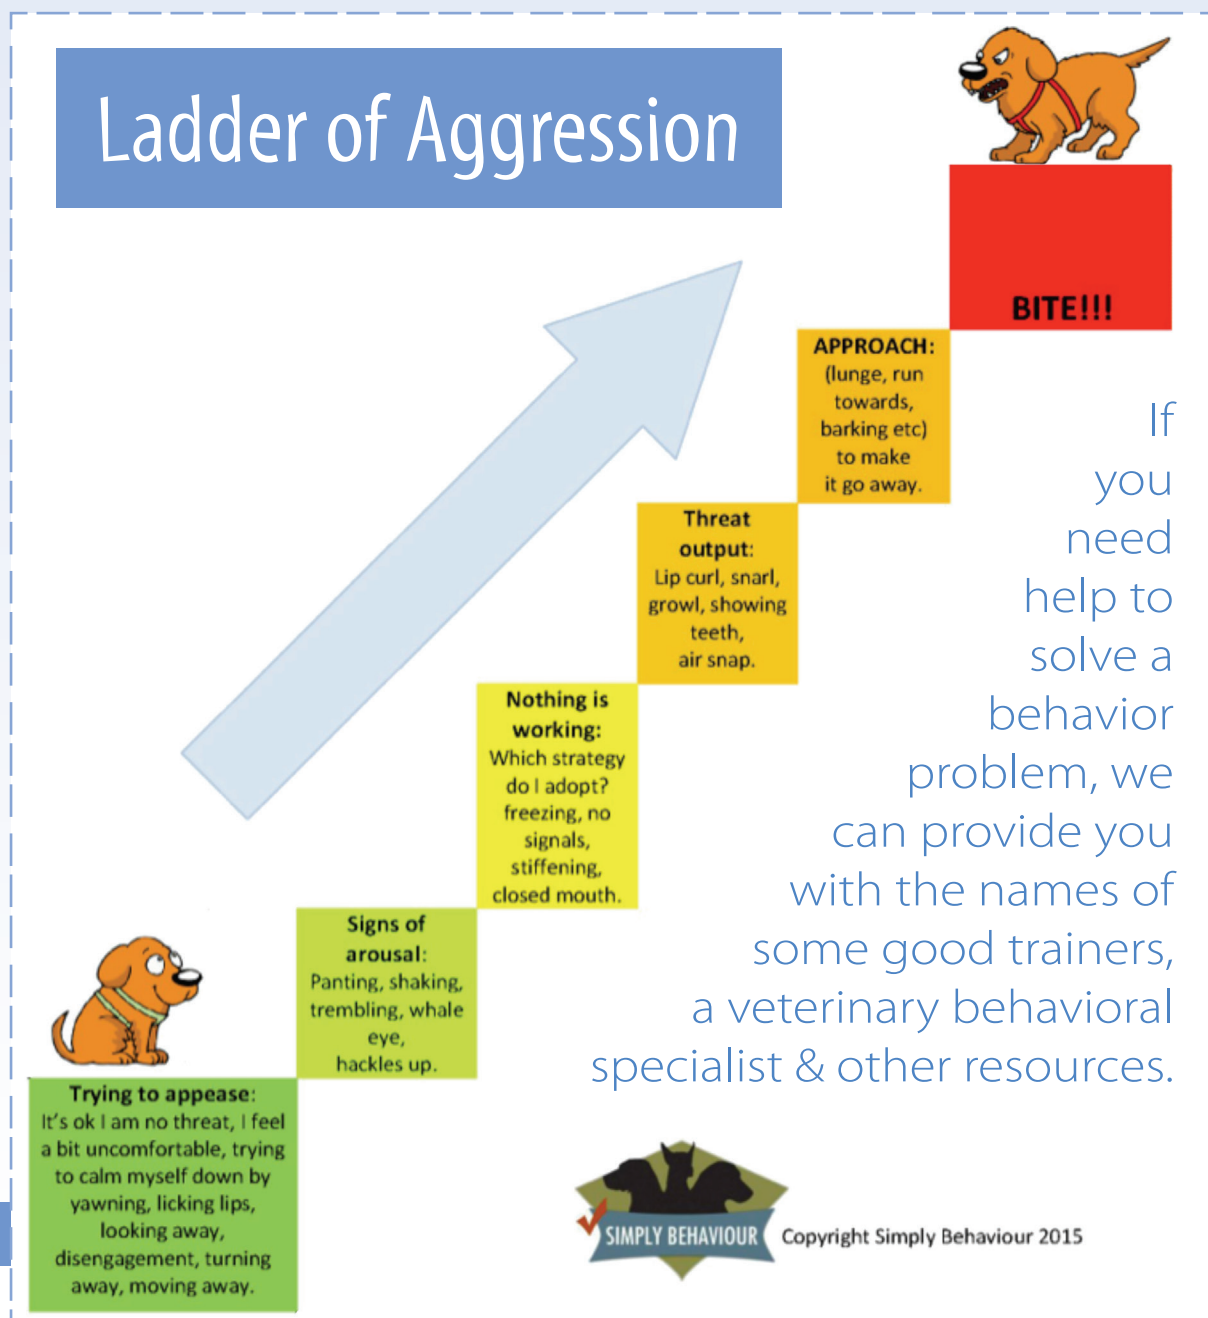 Ladder of Aggression
BITE!!!
APPROACH:
(lunge, run
towards,
barking etc)
to make
it go away.
Threat
output:
Lip curl, snarl,
growl, showing
teeth,
air snap.
Nothing is
working:
Which strategy
do I adopt?
freezing, no
signals,
stiffening,
closed mouth.
Signs of
arousal:
Panting, shaking,
trembling, whale
eye,
hackles up.
Trying to appease:
It's ok I am no threat, I feel
a bit uncomfortable, trying
to calm myself down by
yawning, licking lips,
looking away,
disengagement, turning
away, moving away.
If
you
need
help to
solve a
behavior
problem, we
can provide you
with the names of
some good trainers,
a veterinary behavioral
specialist & other resources.
SIMPLY BEHAVIOUR
Copyright Simply Behaviour 2015